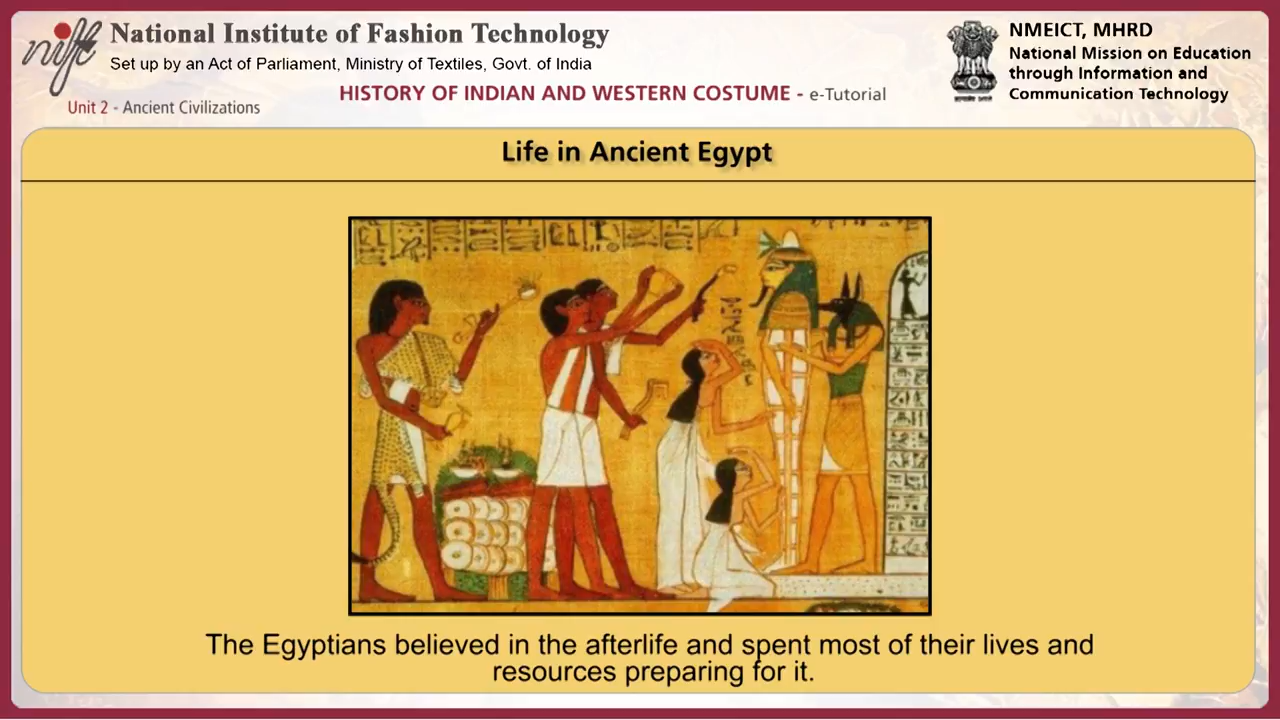 nift
National Institute of Fashion Technology
Set up by an Act of Parliament, Ministry of Textiles, Govt. of India
HISTORY OF INDIAN AND WESTERN COSTUME - e-Tutorial
Unit 2 - Ancient Civilizations
NMEICT, MHRD
National Mission on Education
through Information and
Communication Technology
Life in Ancient Egypt
The Egyptians believed in the afterlife and spent most of their lives and
resources preparing for it.